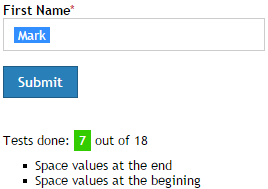 First Name*
Mark
Submit
Tests done: 7 out of 18
▪ Space values at the end
▪ Space values at the begining